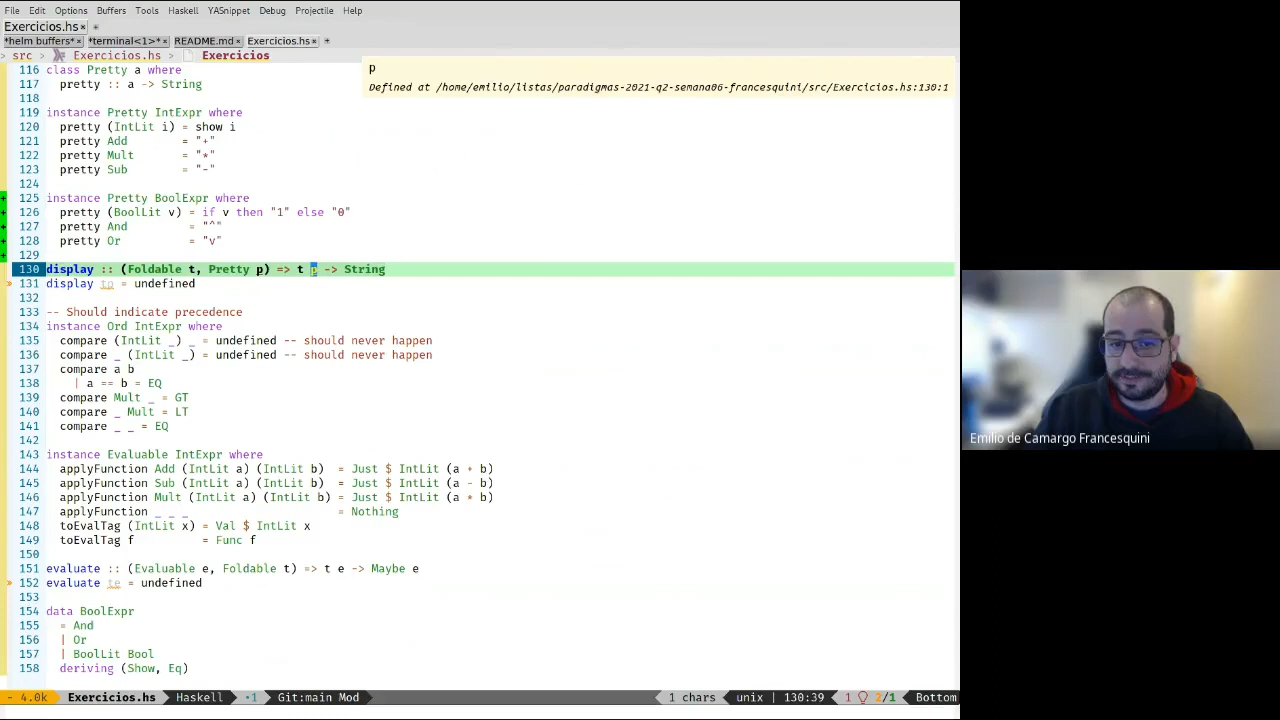 File Edit Options Buffers Tools Haskell YASnippet Debug Projectile Help
Exercicios.hs× +
*helm buffers*× *terminal<1>*× README.md× Exercicios.hs× +
> src > Exercicios.hs > Exercicios
116 class Pretty a where
p
117   pretty :: a -> String
Defined at /home/emilio/listas/paradigmas-2021-q2-semana06-francesquini/src/Exercicios.hs:130:1
118
119 instance Pretty IntExpr where
120   pretty (IntLit i) = show i
121   pretty Add        = "+"
122   pretty Mult       = "*"
123   pretty Sub        = "-"
124
125 instance Pretty BoolExpr where
126   pretty (BoolLit v) = if v then "1" else "0"
127   pretty And         = "^"
128   pretty Or          = "v"
129
130 display :: (Foldable t, Pretty p) => t p -> String
131 display tp = undefined
132
133 -- Should indicate precedence
134 instance Ord IntExpr where
135   compare (IntLit _) _ = undefined -- should never happen
136   compare _ (IntLit _) = undefined -- should never happen
137   compare a b
138     | a == b = EQ
139   compare Mult _ = GT
140   compare _ Mult = LT
141   compare _ _ = EQ
142
143 instance Evaluable IntExpr where
144   applyFunction Add (IntLit a) (IntLit b)  = Just $ IntLit (a + b)
145   applyFunction Sub (IntLit a) (IntLit b)  = Just $ IntLit (a - b)
146   applyFunction Mult (IntLit a) (IntLit b) = Just $ IntLit (a * b)
147   applyFunction _ _ _                      = Nothing
148   toEvalTag (IntLit x) = Val $ IntLit x
149   toEvalTag f          = Func f
150
151 evaluate :: (Evaluable e, Foldable t) => t e -> Maybe e
152 evaluate te = undefined
153
154 data BoolExpr
155   = And
156   | Or
157   | BoolLit Bool
158   deriving (Show, Eq)
- 4.0k Exercicios.hs Haskell •1 Git:main Mod 1 chars unix | 130:39 1 2/1 Bottom
Emilio de Camargo Francesquini